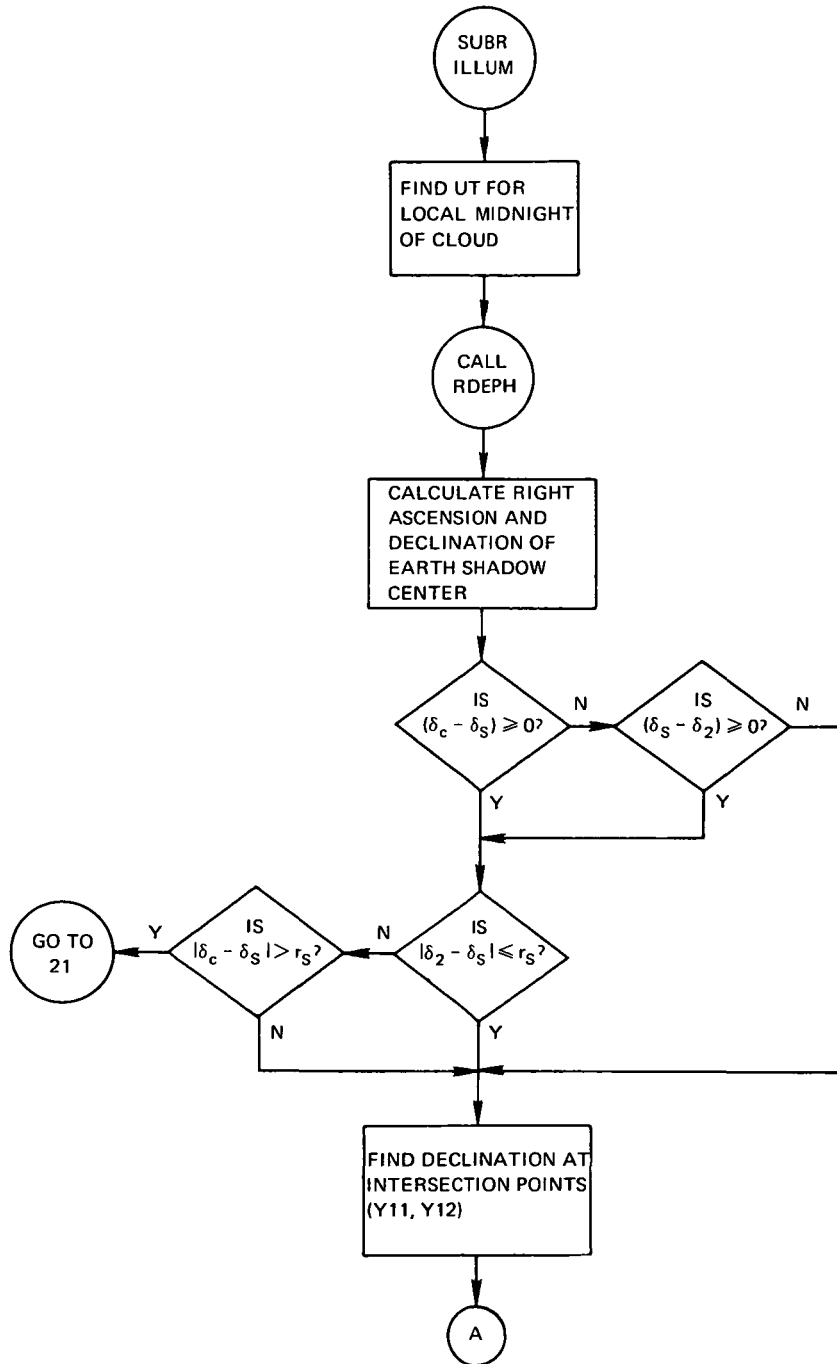 SUBR
ILLUM
FIND UT FOR
LOCAL MIDNIGHT
OF CLOUD
CALL
RDEPH
CALCULATE RIGHT
ASCENSION AND
DECLINATION OF
EARTH SHADOW
CENTER
IS
(δc − δS) ⩾ 0?
N
Y
IS
(δS − δ2) ⩾ 0?
N
Y
IS
|δ2 − δS| ⩽ rS?
N
Y
IS
|δc − δS| > rS?
Y
N
GO TO
21
FIND DECLINATION AT
INTERSECTION POINTS
(Y11, Y12)
A